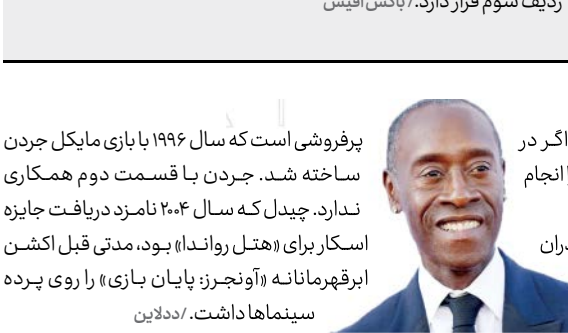 ردیف سوم قرار دارد./ باکس‌آفیس
اگر در
انجام
دران
پرفروشی است که سال ۱۹۹۶ با بازی مایکل جردن
ساخته شد. جردن با قسمت دوم همکاری
ندارد. چیدل که سال ۲۰۰۴ نامزد دریافت جایزه
اسکار برای «هتل رواندا» بود، مدتی قبل اکشن
ابرقهرمانانه «آونجرز: پایان بازی» را روی پرده
سینماها داشت./ددلاین